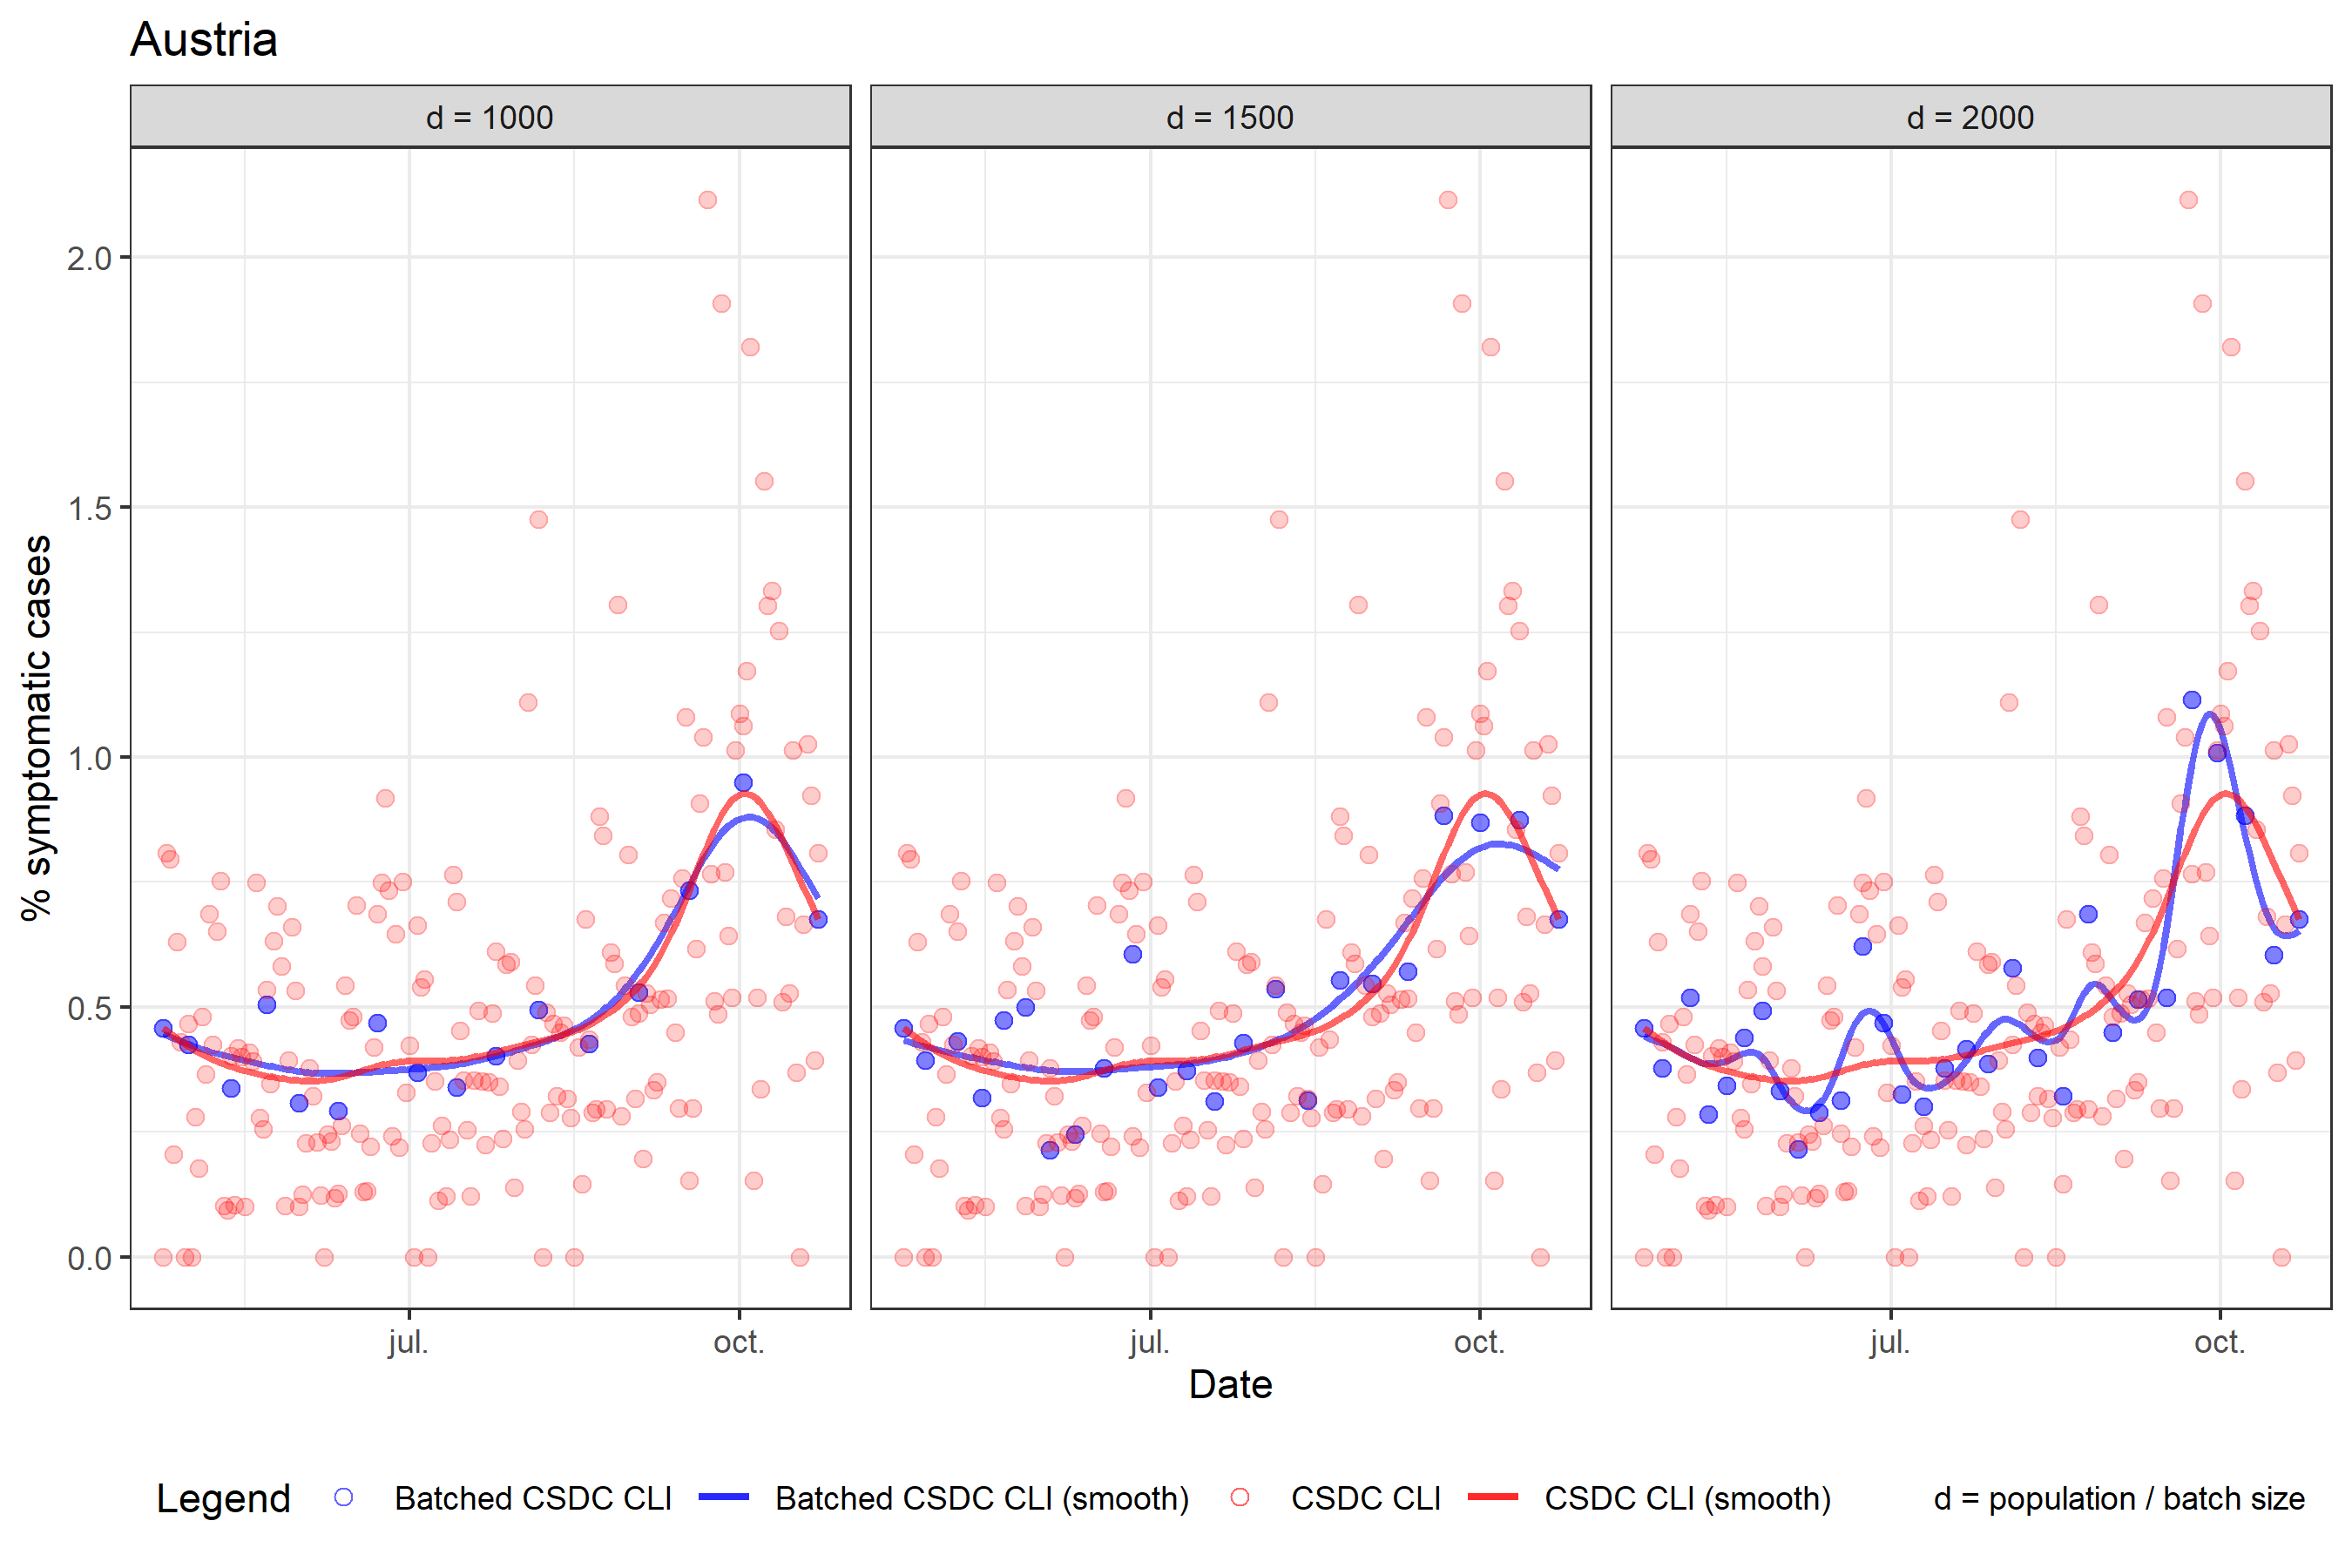 Austria
d = 1000
d = 1500
d = 2000
% symptomatic cases
2.0
1.5
1.0
0.5
0.0
jul.
oct.
jul.
oct.
jul.
oct.
Date
Legend
Batched CSDC CLI
Batched CSDC CLI (smooth)
CSDC CLI
CSDC CLI (smooth)
d = population / batch size